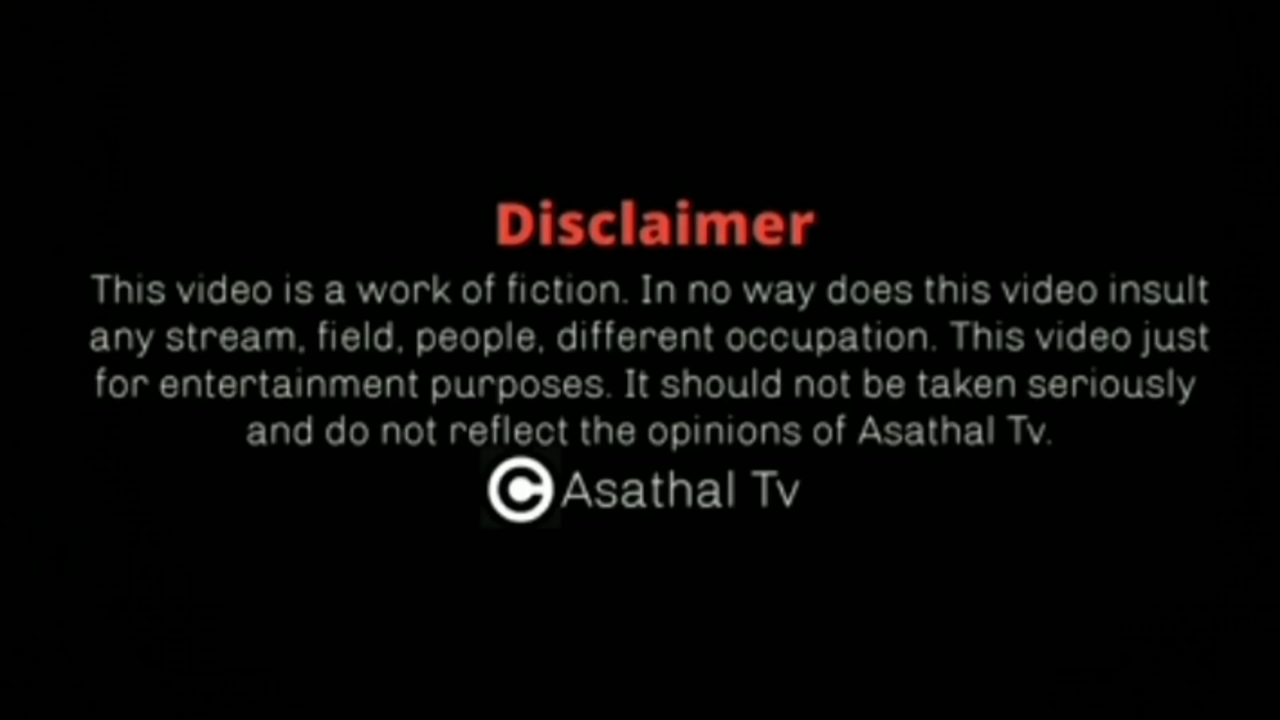 Disclaimer
This video is a work of fiction. In no way does this video insult
any stream, field, people, different occupation. This video just
for entertainment purposes. It should not be taken seriously
and do not reflect the opinions of Asathal Tv.
© Asathal Tv